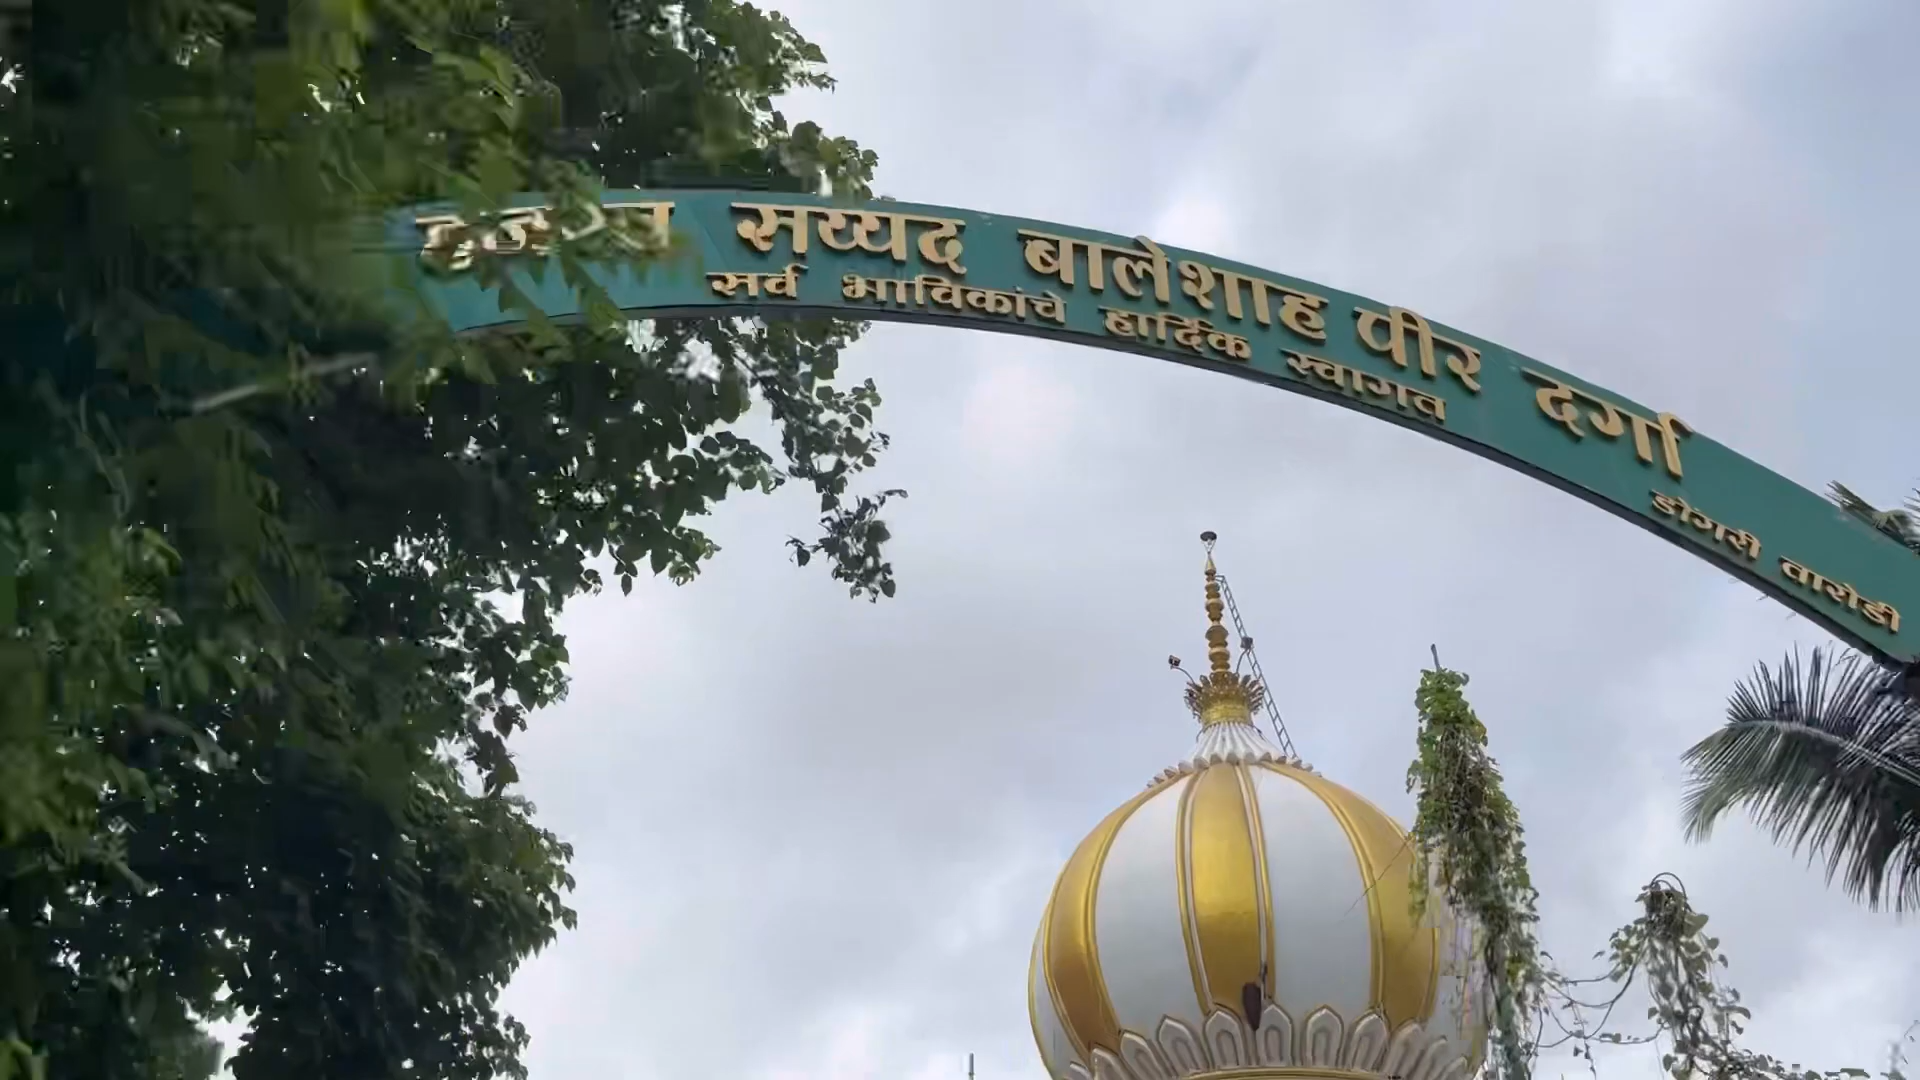 सय्यद बालेशाह पीर दर्गा
सर्व भाविकांचे हार्दिक स्वागत
डोंगरी तारोडी